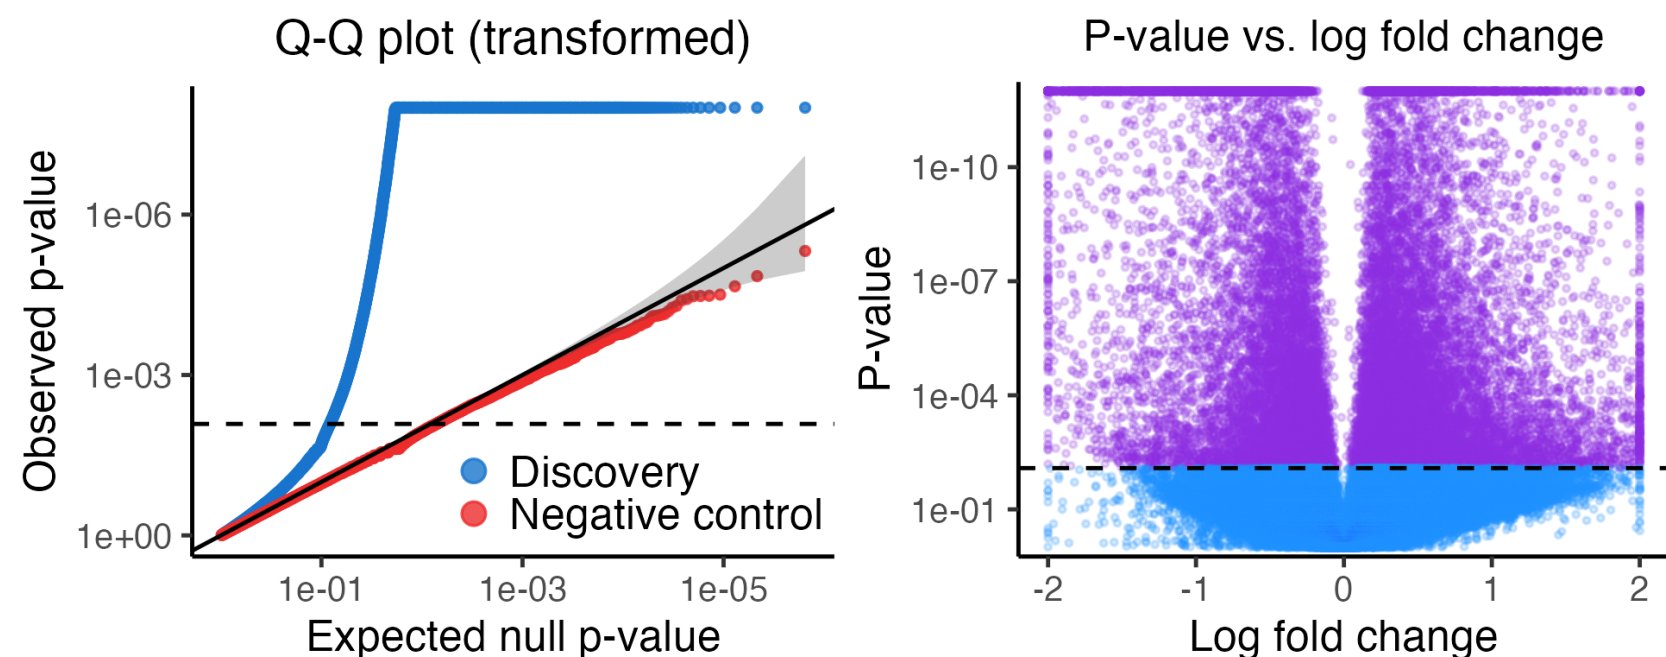 Q-Q plot (transformed)
Observed p-value
1e-06
1e-03
1e+00
Discovery
Negative control
1e-01
1e-03
1e-05
Expected null p-value
P-value vs. log fold change
P-value
1e-10
1e-07
1e-04
1e-01
-2
-1
0
1
2
Log fold change